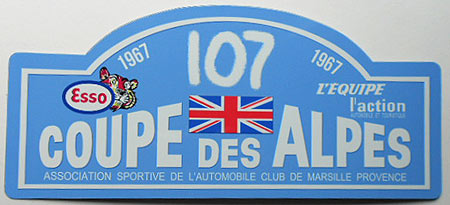 1967 107 1967
Esso
L'ÉQUIPE
l'action
AUTOMOBILE ET TOURISTIQUE
COUPE DES ALPES
ASSOCIATION SPORTIVE DE L'AUTOMOBILE CLUB DE MARSILLE PROVENCE